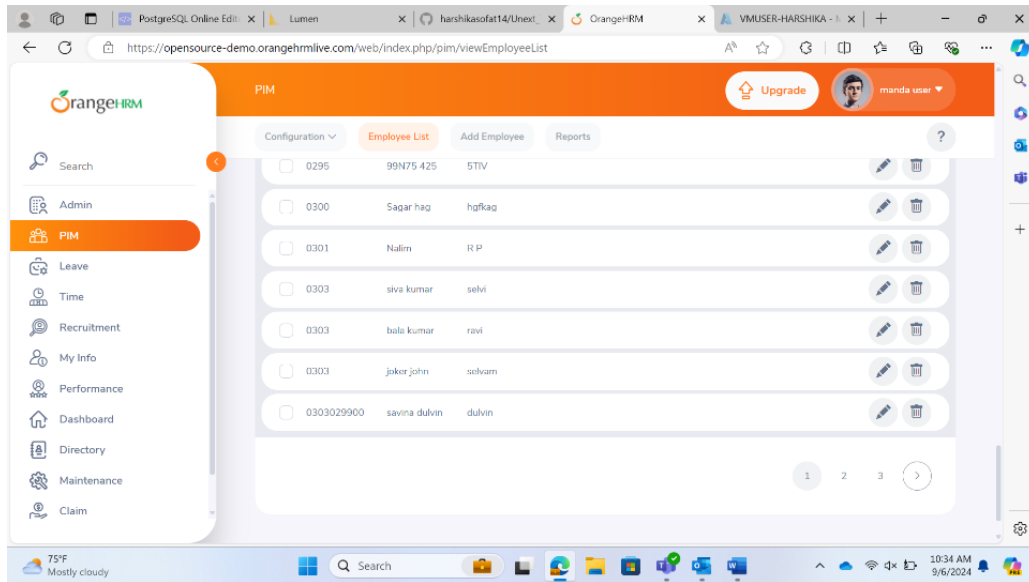 PostgreSQL Online Edit
Lumen
harshikasofat14/Unext_
OrangeHRM
VMUSER-HARSHIKA - 
https://opensource-demo.orangehrmlive.com/web/index.php/pim/viewEmployeeList
OrangeHRM
PIM
Upgrade
manda user
Configuration
Employee List
Add Employee
Reports
?
Search
Admin
PIM
Leave
Time
Recruitment
My Info
Performance
Dashboard
Directory
Maintenance
Claim
0295 99N75 425 5TIV
0300 Sagar hag hgfkag
0301 Nalim R P
0303 siva kumar selvi
0303 bala kumar ravi
0303 joker john selvam
0303029900 savina dulvin dulvin
1 2 3
75°F
Mostly cloudy
Search
10:34 AM
9/6/2024